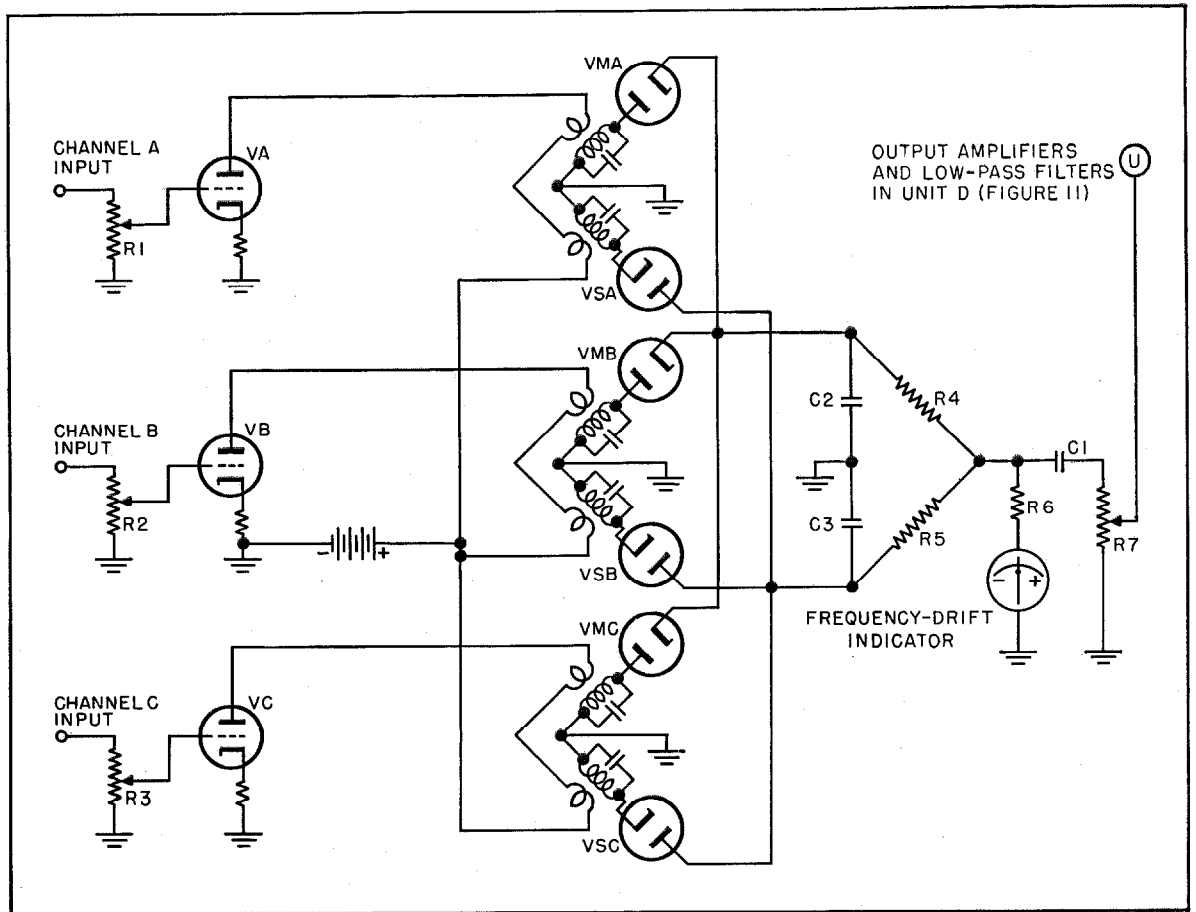 CHANNEL A
INPUT
VA
R1
VMA
VSA
CHANNEL B
INPUT
VB
R2
- +
VMB
VSB
CHANNEL C
INPUT
VC
R3
VMC
VSC
OUTPUT AMPLIFIERS
AND LOW-PASS FILTERS
IN UNIT D (FIGURE 11)
U
C2
C3
R4
R5
C1
R6
R7
- +
FREQUENCY-DRIFT
INDICATOR